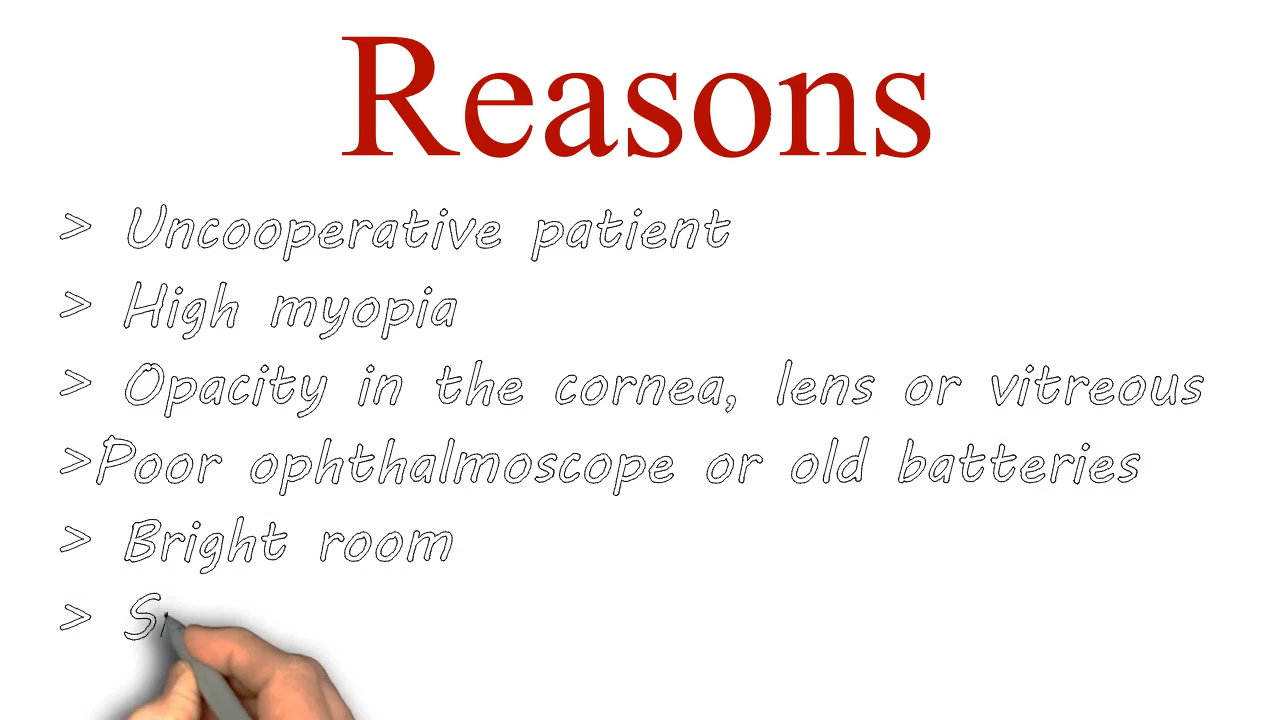 Reasons
> Uncooperative patient
> High myopia
> Opacity in the cornea, lens or vitreous
>Poor ophthalmoscope or old batteries
> Bright room
> S